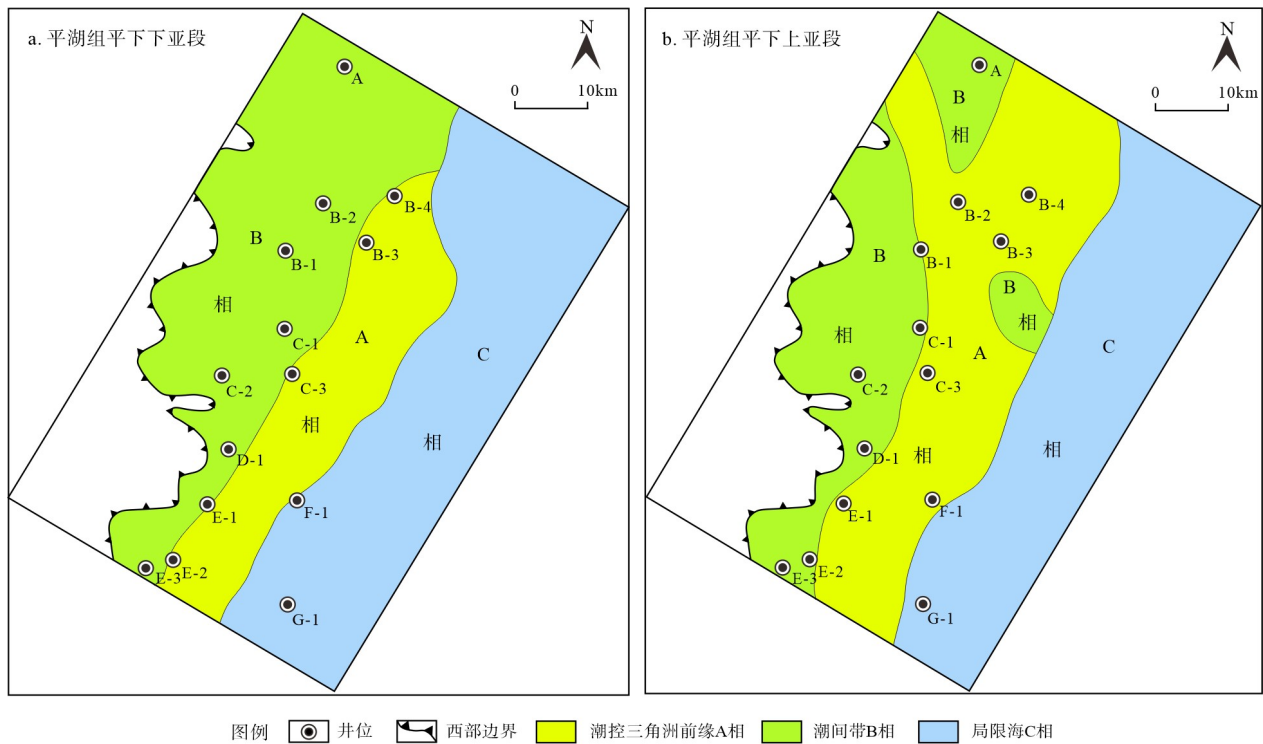 a. 平湖组平下下亚段
N
0 10km
A
B-2
B-4
B
B-1
B-3
相
C-1
A
C
C-2
C-3
相
相
D-1
E-1
F-1
E-3
E-2
G-1
b. 平湖组平下上亚段
N
0 10km
A
B
相
B-2
B-4
B
B-1
B-3
B
相
相
C-1
A
C
C-2
C-3
D-1
相
相
E-1
F-1
E-3
E-2
G-1
图例 井位 西部边界 潮控三角洲前缘A相 潮间带B相 局限海C相